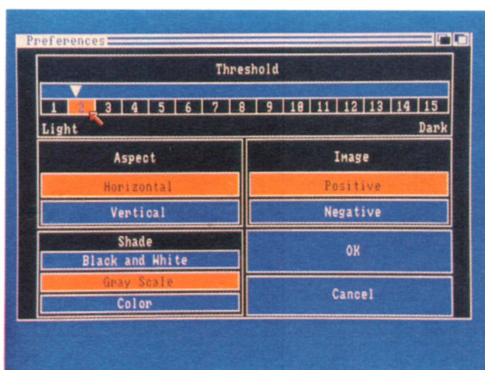 Preferences
Threshold
1 2 3 4 5 6 7 8 9 10 11 12 13 14 15
Light Dark
Aspect
Horizontal
Vertical
Image
Positive
Negative
Shade
Black and White
Gray Scale
Color
OK
Cancel